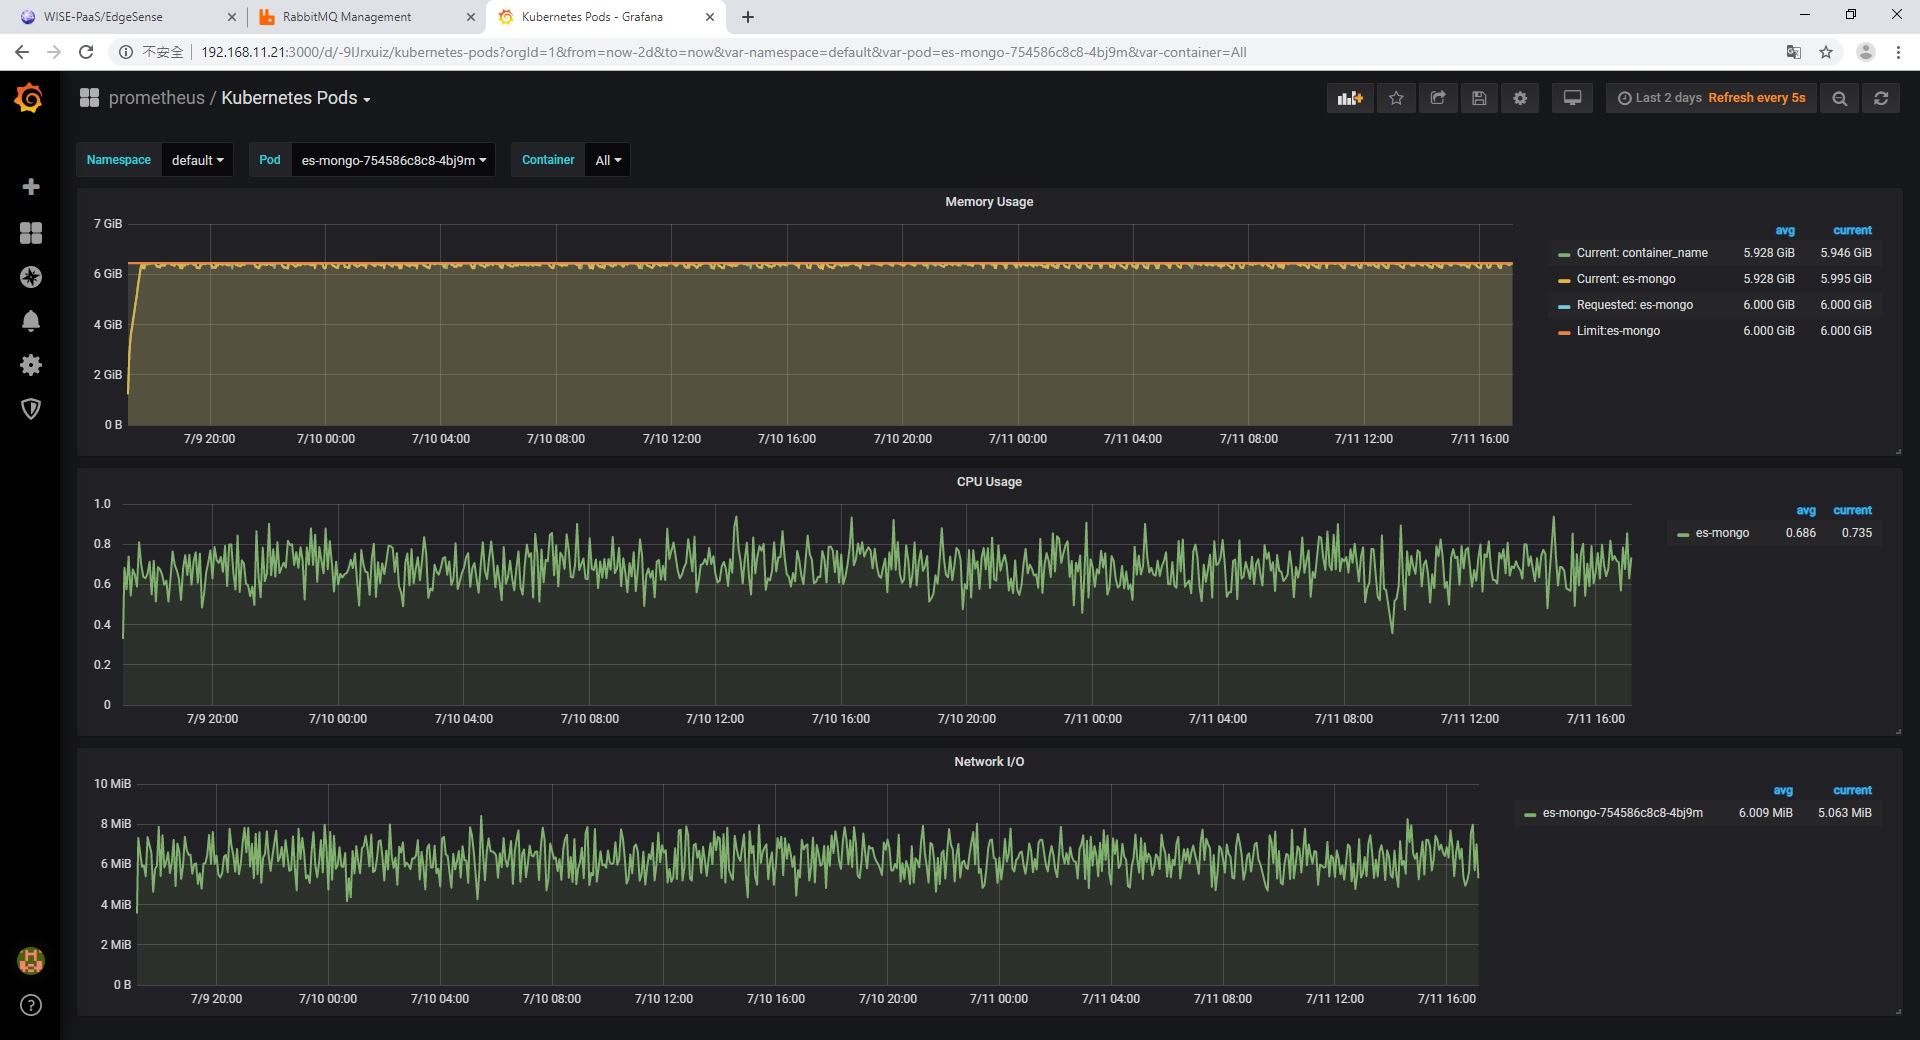 WISE-PaaS/EdgeSense
RabbitMQ Management
Kubernetes Pods - Grafana
不安全
192.168.11.21:3000/d/-9IJrxuiz/kubernetes-pods?orgId=1&from=now-2d&to=now&var-namespace=default&var-pod=es-mongo-754586c8c8-4bj9m&var-container=All
prometheus / Kubernetes Pods
Last 2 days Refresh every 5s
Namespace default Pod es-mongo-754586c8c8-4bj9m Container All
Memory Usage
7 GiB
6 GiB
4 GiB
2 GiB
0 B
7/9 20:00 7/10 00:00 7/10 04:00 7/10 08:00 7/10 12:00 7/10 16:00 7/10 20:00 7/11 00:00 7/11 04:00 7/11 08:00 7/11 12:00 7/11 16:00
avg current
Current: container_name 5.928 GiB 5.946 GiB
Current: es-mongo 5.928 GiB 5.995 GiB
Requested: es-mongo 6.000 GiB 6.000 GiB
Limit:es-mongo 6.000 GiB 6.000 GiB
CPU Usage
1.0
0.8
0.6
0.4
0.2
0
7/9 20:00 7/10 00:00 7/10 04:00 7/10 08:00 7/10 12:00 7/10 16:00 7/10 20:00 7/11 00:00 7/11 04:00 7/11 08:00 7/11 12:00 7/11 16:00
avg current
es-mongo 0.686 0.735
Network I/O
10 MiB
8 MiB
6 MiB
4 MiB
2 MiB
0 B
7/9 20:00 7/10 00:00 7/10 04:00 7/10 08:00 7/10 12:00 7/10 16:00 7/10 20:00 7/11 00:00 7/11 04:00 7/11 08:00 7/11 12:00 7/11 16:00
avg current
es-mongo-754586c8c8-4bj9m 6.009 MiB 5.063 MiB